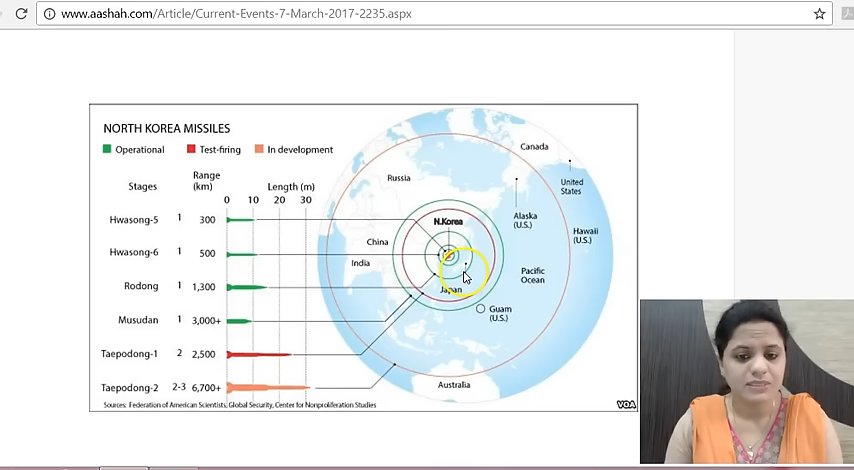 www.aashah.com/Article/Current-Events-7-March-2017-2235.aspx
NORTH KOREA MISSILES
Operational
Test-firing
In development
Stages
Range (km)
Length (m)
0 10 20 30
Hwasong-5 1 300
Hwasong-6 1 500
Rodong 1 1,300
Musudan 1 3,000+
Taepodong-1 2 2,500
Taepodong-2 2-3 6,700+
Canada
Russia
United States
Alaska (U.S.)
N.Korea
Hawaii (U.S.)
China
India
Pacific Ocean
Japan
Guam (U.S.)
Australia
Sources: Federation of American Scientists, Global Security, Center for Nonproliferation Studies
VOA